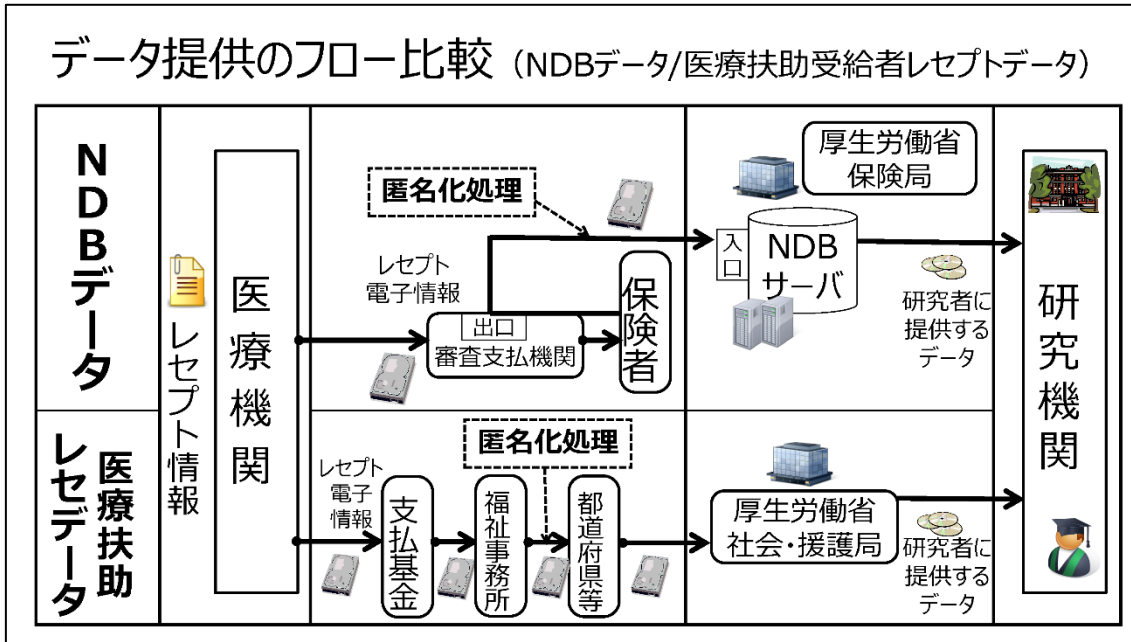 データ提供のフロー比較（NDBデータ/医療扶助受給者レセプトデータ）
NDBデータ
レセプト情報
医療機関
匿名化処理
レセプト
電子情報
出口
審査支払機関
保険者
厚生労働省
保険局
入口
NDB
サーバ
研究者に
提供する
データ
研究機関
医療扶助
レセデータ
レセプト
電子
情報
支払基金
福祉事務所
匿名化処理
都道府県等
厚生労働省
社会・援護局
研究者に
提供する
データ